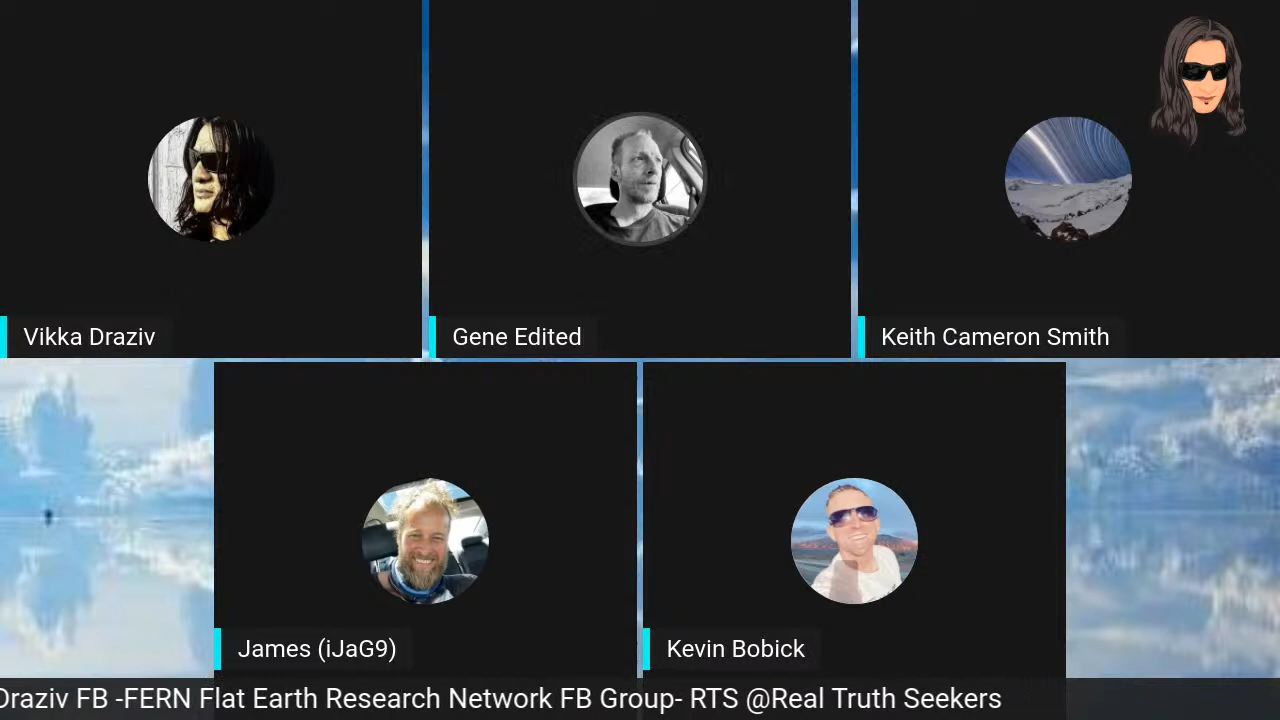 Vikka Draziv
Gene Edited
Keith Cameron Smith
James (iJaG9)
Kevin Bobick
Draziv FB -FERN Flat Earth Research Network FB Group- RTS @Real Truth Seekers